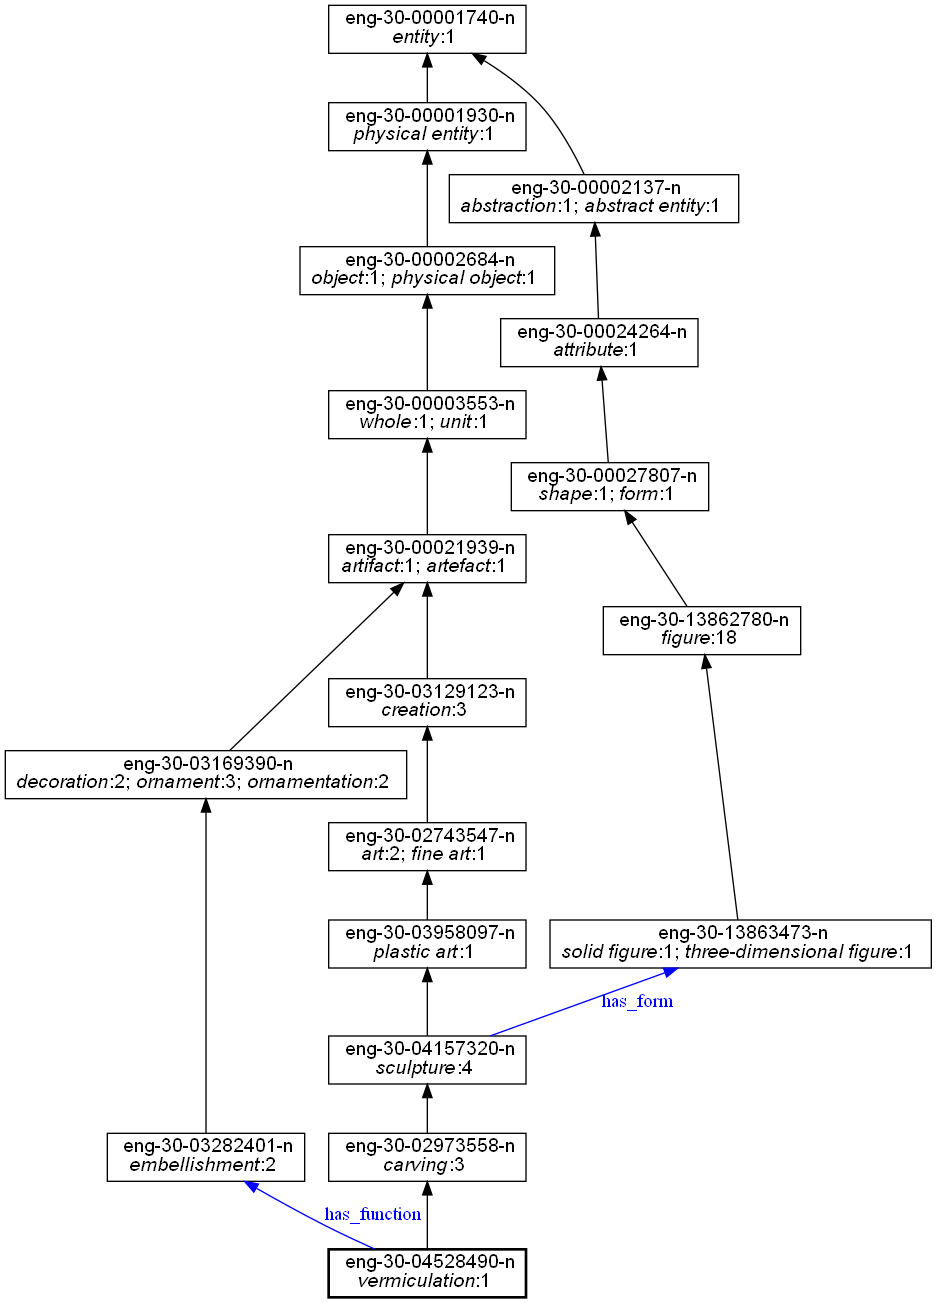 eng-30-00001740-n
entity:1
eng-30-00001930-n
physical entity:1
eng-30-00002137-n
abstraction:1; abstract entity:1
eng-30-00002684-n
object:1; physical object:1
eng-30-00024264-n
attribute:1
eng-30-00003553-n
whole:1; unit:1
eng-30-00027807-n
shape:1; form:1
eng-30-00021939-n
artifact:1; artefact:1
eng-30-13862780-n
figure:18
eng-30-03129123-n
creation:3
eng-30-03169390-n
decoration:2; ornament:3; ornamentation:2
eng-30-02743547-n
art:2; fine art:1
eng-30-03958097-n
plastic art:1
eng-30-13863473-n
solid figure:1; three-dimensional figure:1
has_form
eng-30-04157320-n
sculpture:4
eng-30-03282401-n
embellishment:2
eng-30-02973558-n
carving:3
has_function
eng-30-04528490-n
vermiculation:1